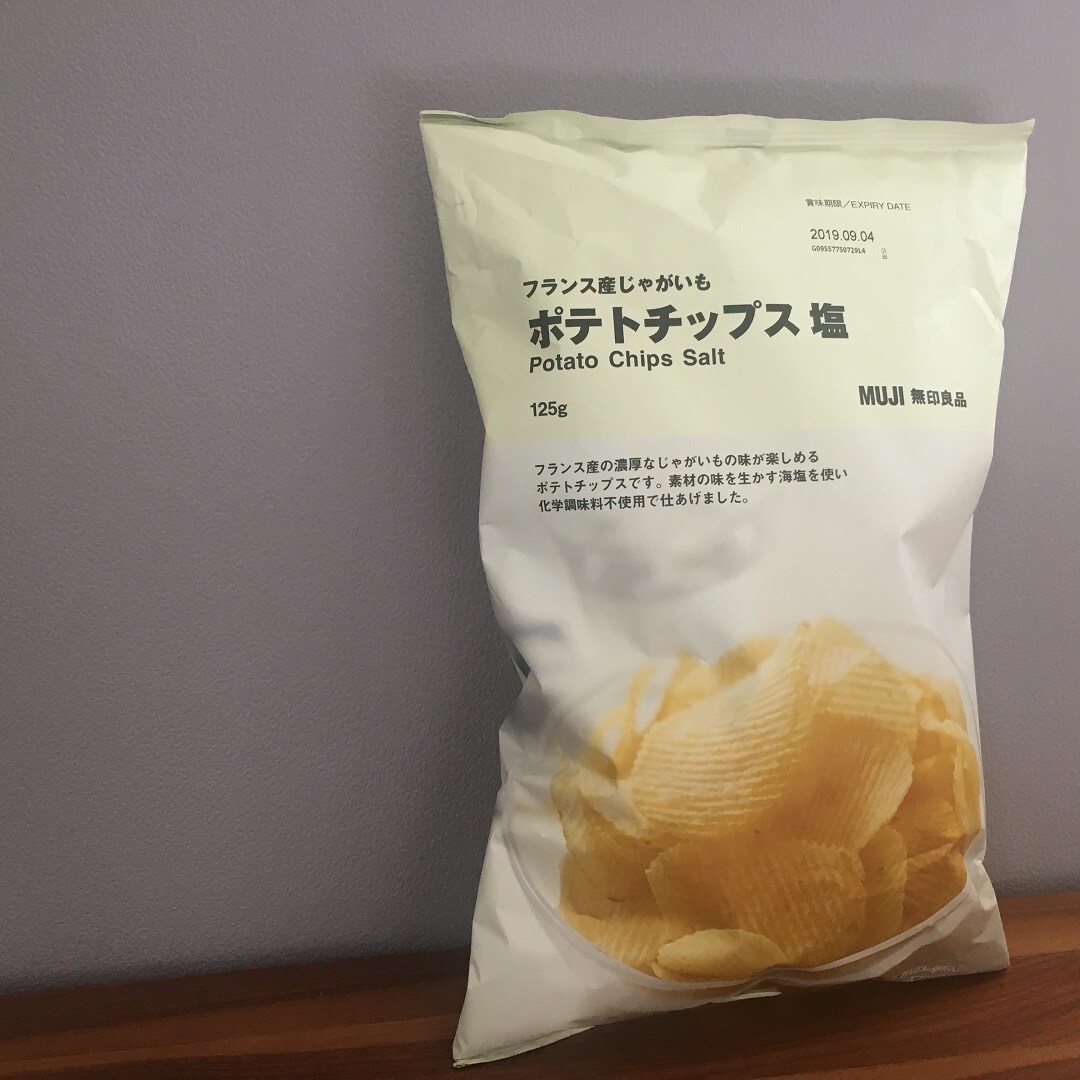 賞味期限／EXPIRY DATE
2019.09.04
G09557750729L4
フランス産じゃがいも
ポテトチップス 塩
Potato Chips Salt
125g
MUJI 無印良品
フランス産の濃厚なじゃがいもの味が楽しめる
ポテトチップスです。素材の味を生かす海塩を使い
化学調味料不使用で仕あげました。